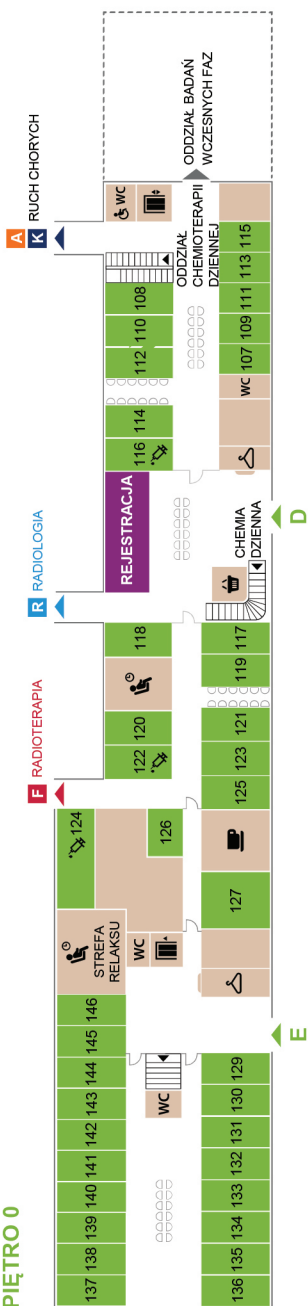 PIĘTRO 0
F RADIOTERAPIA
R RADIOLOGIA
A
K
RUCH CHORYCH
137
138
139
140
141
142
143
144
145
146
STREFA
RELAKSU
124
WC
126
122
120
118
REJESTRACJA
116
114
112
110
108
WC
ODDZIAŁ
CHEMIOTERAPII
DZIENNEJ
ODDZIAŁ BADAŃ
WCZESNYCH FAZ
WC
136
135
134
133
132
131
130
129
127
125
123
121
119
117
CHEMIA
DZIENNA
WC
107
109
111
113
115
E
D